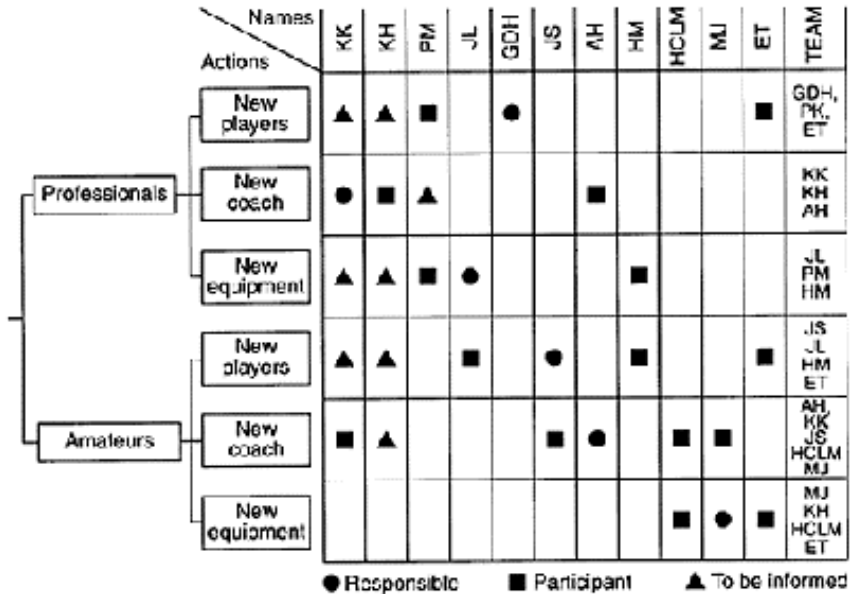 Names
Actions
KK
KH
PM
JL
GDH
JS
AH
HM
HCLM
MJ
ET
TEAM
New
players
GDH,
PK,
ET
Professionals
New
coach
KK
KH
AH
New
equipment
JL
PM
HM
New
players
JS
JL
HM
ET
Amateurs
New
coach
AH,
KK
JS
HCLM
MJ
New
equipment
MJ
KH
HCLM
ET
Responsible
Participant
To be informed